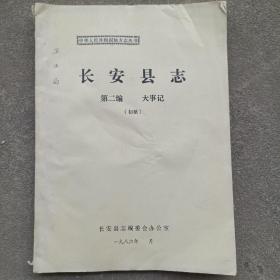 中华人民共和国地方志丛书
长安县志
第二编 大事记
（初稿）
长安县志编委会办公室
一九八六年 月